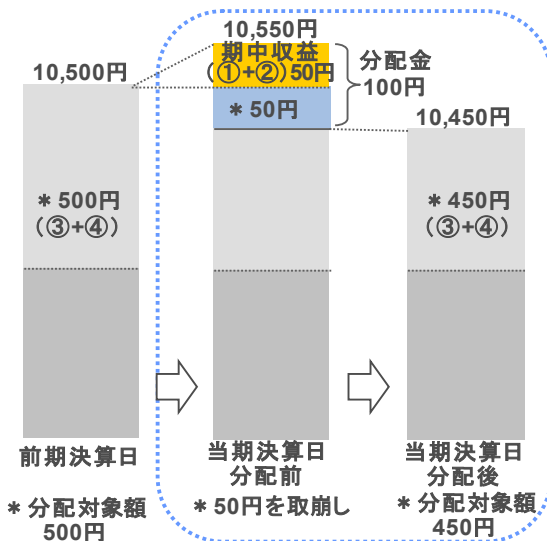 10,500円
＊500円
（③+④）
前期決算日
＊分配対象額
500円
10,550円
期中収益
（①+②）50円
＊50円
分配金
100円
当期決算日
分配前
＊50円を取崩し
10,450円
＊450円
（③+④）
当期決算日
分配後
＊分配対象額
450円